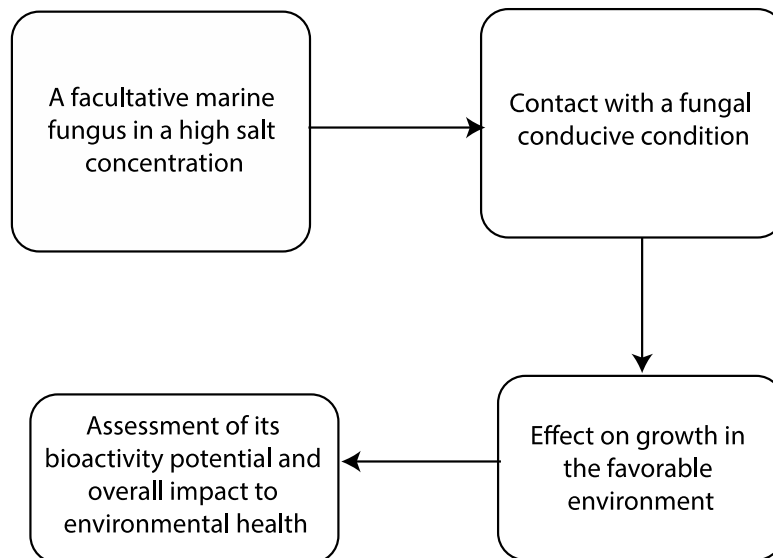 A facultative marine
fungus in a high salt
concentration
Contact with a fungal
conducive condition
Effect on growth in
the favorable
environment
Assessment of its
bioactivity potential and
overall impact to
environmental health